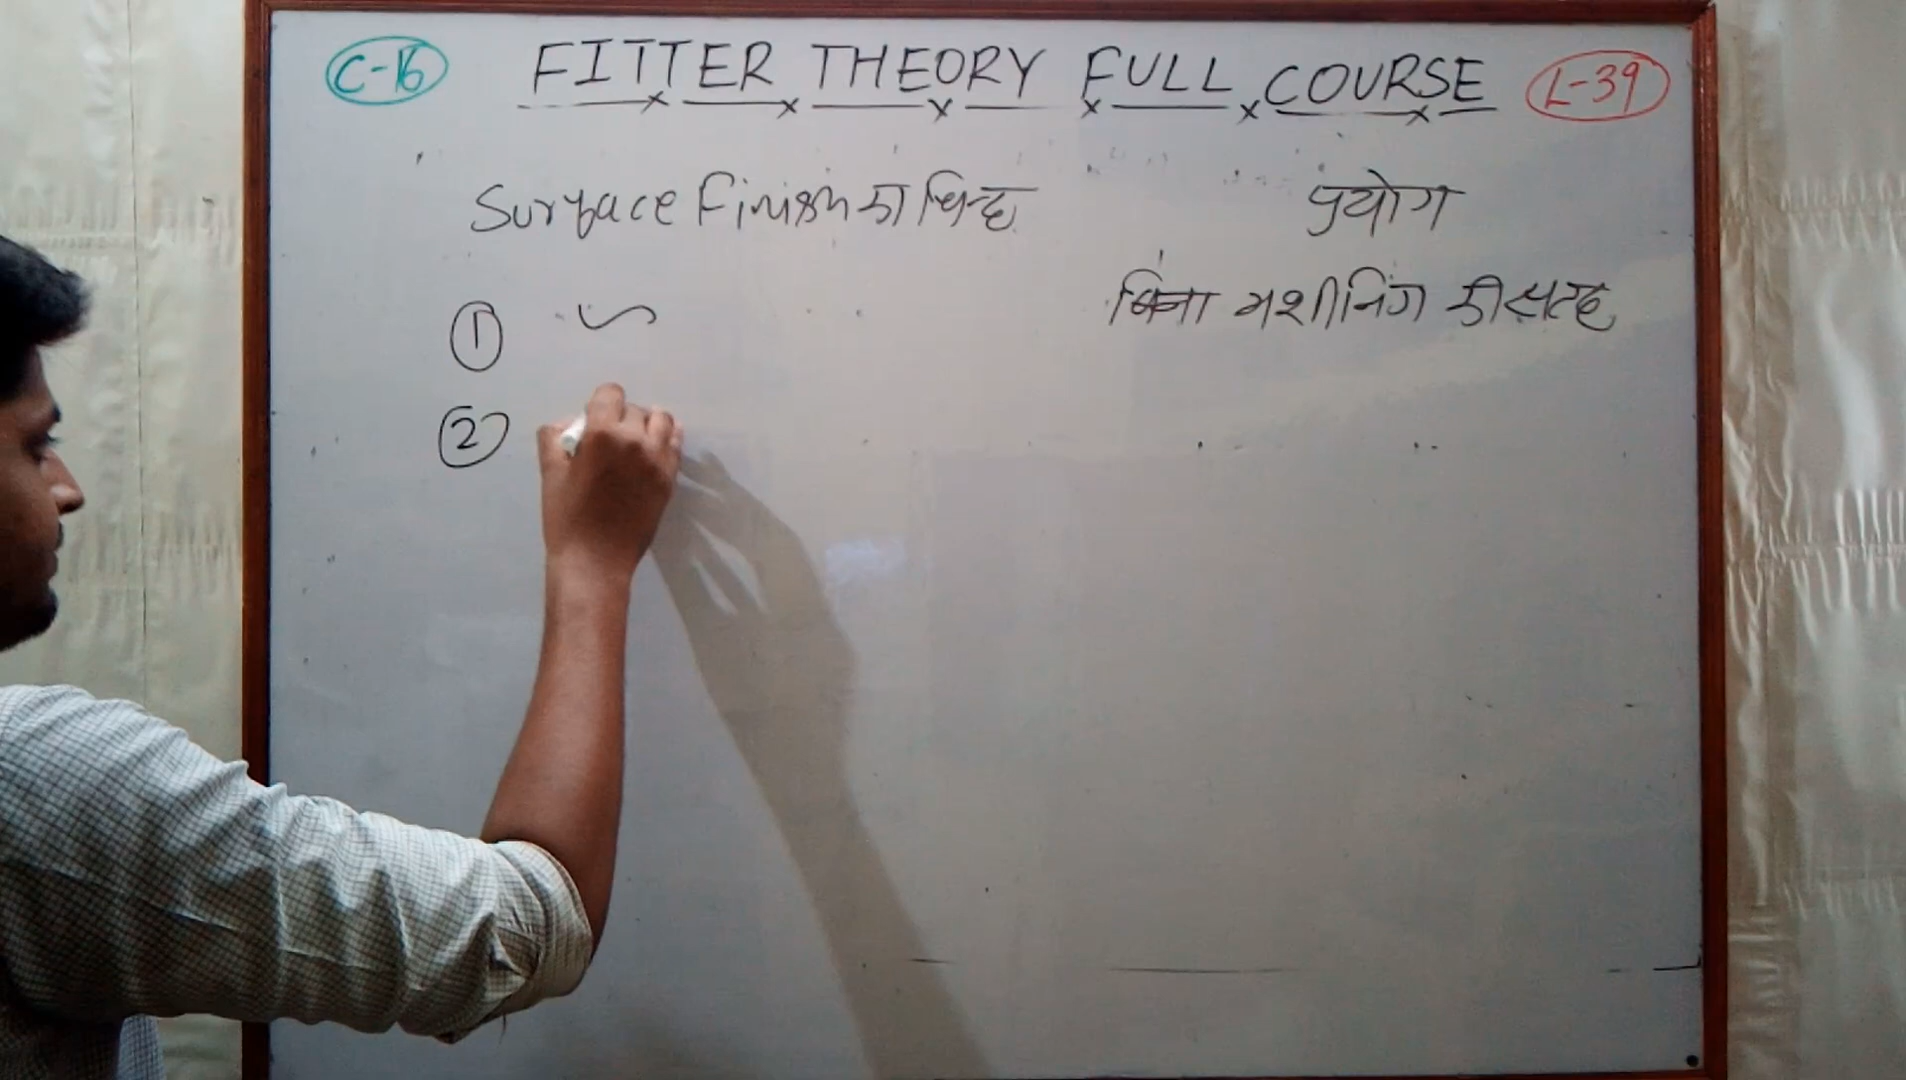 C-16 FITTER THEORY FULL COURSE L-39
Surface Finish का चिन्ह प्रयोग
① बिना मशीनिंग की सतह
②